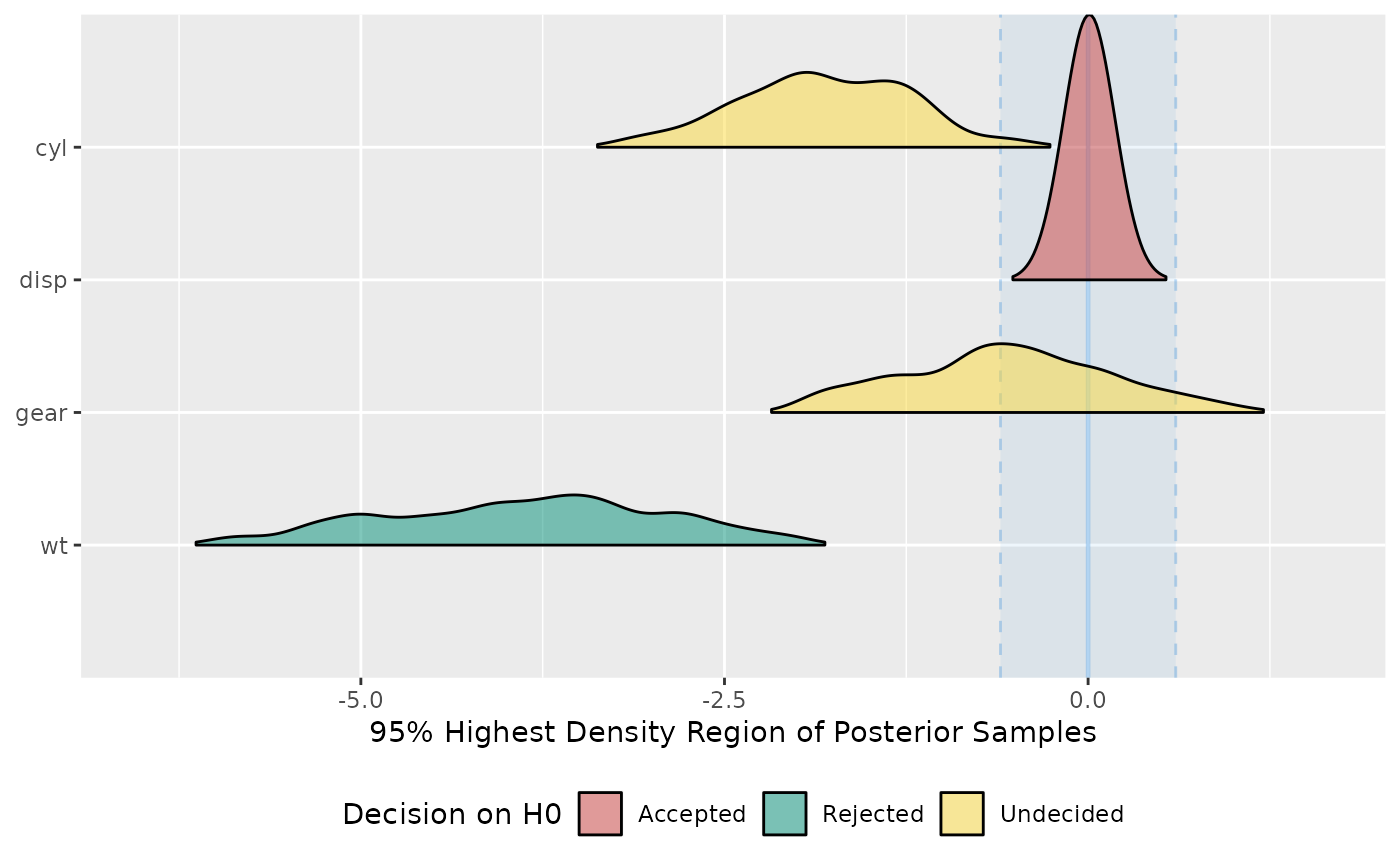 cyl
disp
gear
wt
-5.0 -2.5 0.0
95% Highest Density Region of Posterior Samples
Decision on H0 Accepted Rejected Undecided